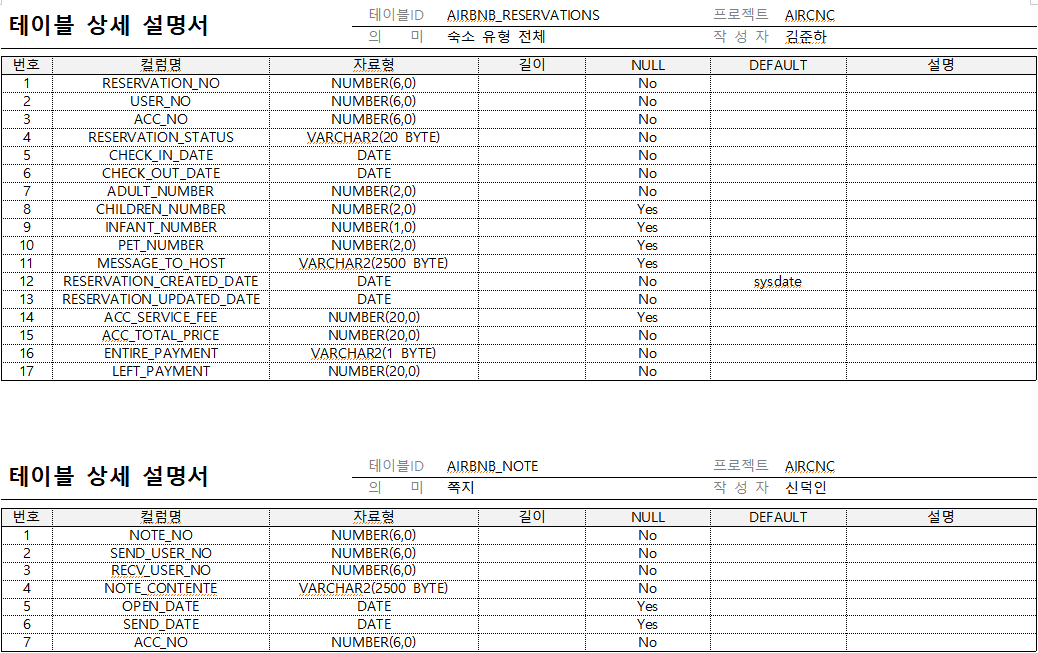 테이블 상세 설명서
테이블ID AIRBNB_RESERVATIONS 프로젝트 AIRCNC
의 미 숙소 유형 전체 작 성 자 김준하
번호 컬럼명 자료형 길이 NULL DEFAULT 설명
1 RESERVATION_NO NUMBER(6,0) No
2 USER_NO NUMBER(6,0) No
3 ACC_NO NUMBER(6,0) No
4 RESERVATION_STATUS VARCHAR2(20 BYTE) No
5 CHECK_IN_DATE DATE No
6 CHECK_OUT_DATE DATE No
7 ADULT_NUMBER NUMBER(2,0) No
8 CHILDREN_NUMBER NUMBER(2,0) Yes
9 INFANT_NUMBER NUMBER(1,0) Yes
10 PET_NUMBER NUMBER(2,0) Yes
11 MESSAGE_TO_HOST VARCHAR2(2500 BYTE) Yes
12 RESERVATION_CREATED_DATE DATE No sysdate
13 RESERVATION_UPDATED_DATE DATE No
14 ACC_SERVICE_FEE NUMBER(20,0) Yes
15 ACC_TOTAL_PRICE NUMBER(20,0) No
16 ENTIRE_PAYMENT VARCHAR2(1 BYTE) No
17 LEFT_PAYMENT NUMBER(20,0) No
테이블 상세 설명서
테이블ID AIRBNB_NOTE 프로젝트 AIRCNC
의 미 쪽지 작 성 자 신덕인
번호 컬럼명 자료형 길이 NULL DEFAULT 설명
1 NOTE_NO NUMBER(6,0) No
2 SEND_USER_NO NUMBER(6,0) No
3 RECV_USER_NO NUMBER(6,0) No
4 NOTE_CONTENTE VARCHAR2(2500 BYTE) No
5 OPEN_DATE DATE Yes
6 SEND_DATE DATE Yes
7 ACC_NO NUMBER(6,0) No